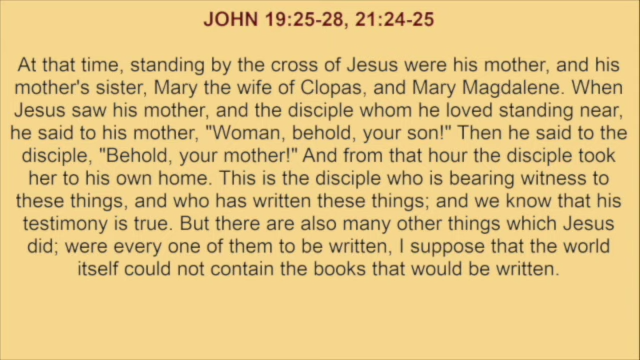 JOHN 19:25-28, 21:24-25
At that time, standing by the cross of Jesus were his mother, and his
mother's sister, Mary the wife of Clopas, and Mary Magdalene. When
Jesus saw his mother, and the disciple whom he loved standing near,
he said to his mother, "Woman, behold, your son!" Then he said to the
disciple, "Behold, your mother!" And from that hour the disciple took
her to his own home. This is the disciple who is bearing witness to
these things, and who has written these things; and we know that his
testimony is true. But there are also many other things which Jesus
did; were every one of them to be written, I suppose that the world
itself could not contain the books that would be written.